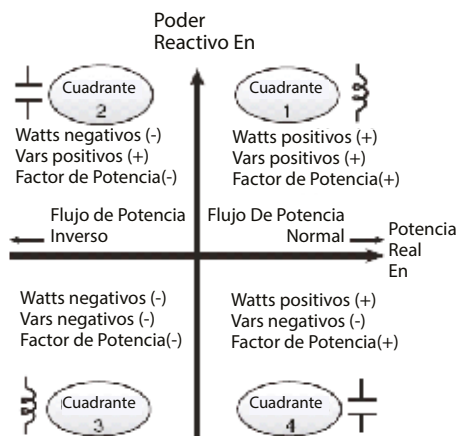 Poder
Reactivo En
Cuadrante
2
Cuadrante
1
Watts negativos (-)
Vars positivos (+)
Factor de Potencia(-)
Watts positivos (+)
Vars positivos (+)
Factor de Potencia(+)
Flujo de Potencia
Inverso
Flujo De Potencia
Normal
Potencia
Real
En
Watts negativos (-)
Vars negativos (-)
Factor de Potencia(-)
Watts positivos (+)
Vars negativos (-)
Factor de Potencia(+)
Cuadrante
3
Cuadrante
4